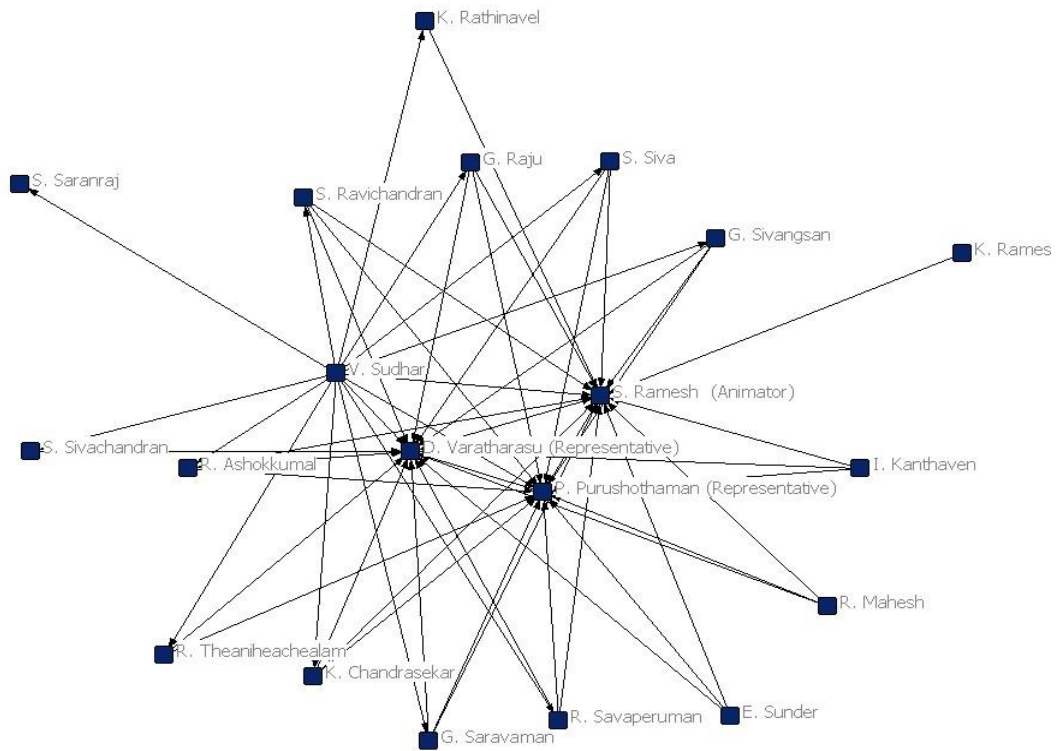 K. Rathinavel
G. Raju
S. Siva
S. Saranraj
S. Ravichandran
G. Sivangsan
K. Rames
V. Sudhar
S. Ramesh (Animator)
S. Sivachandran
D. Varatharasu (Representative)
R. Ashokkumal
I. Kanthaven
P. Purushothaman (Representative)
R. Mahesh
R. Theaniheachealam
K. Chandrasekar
R. Savaperuman
E. Sunder
G. Saravaman